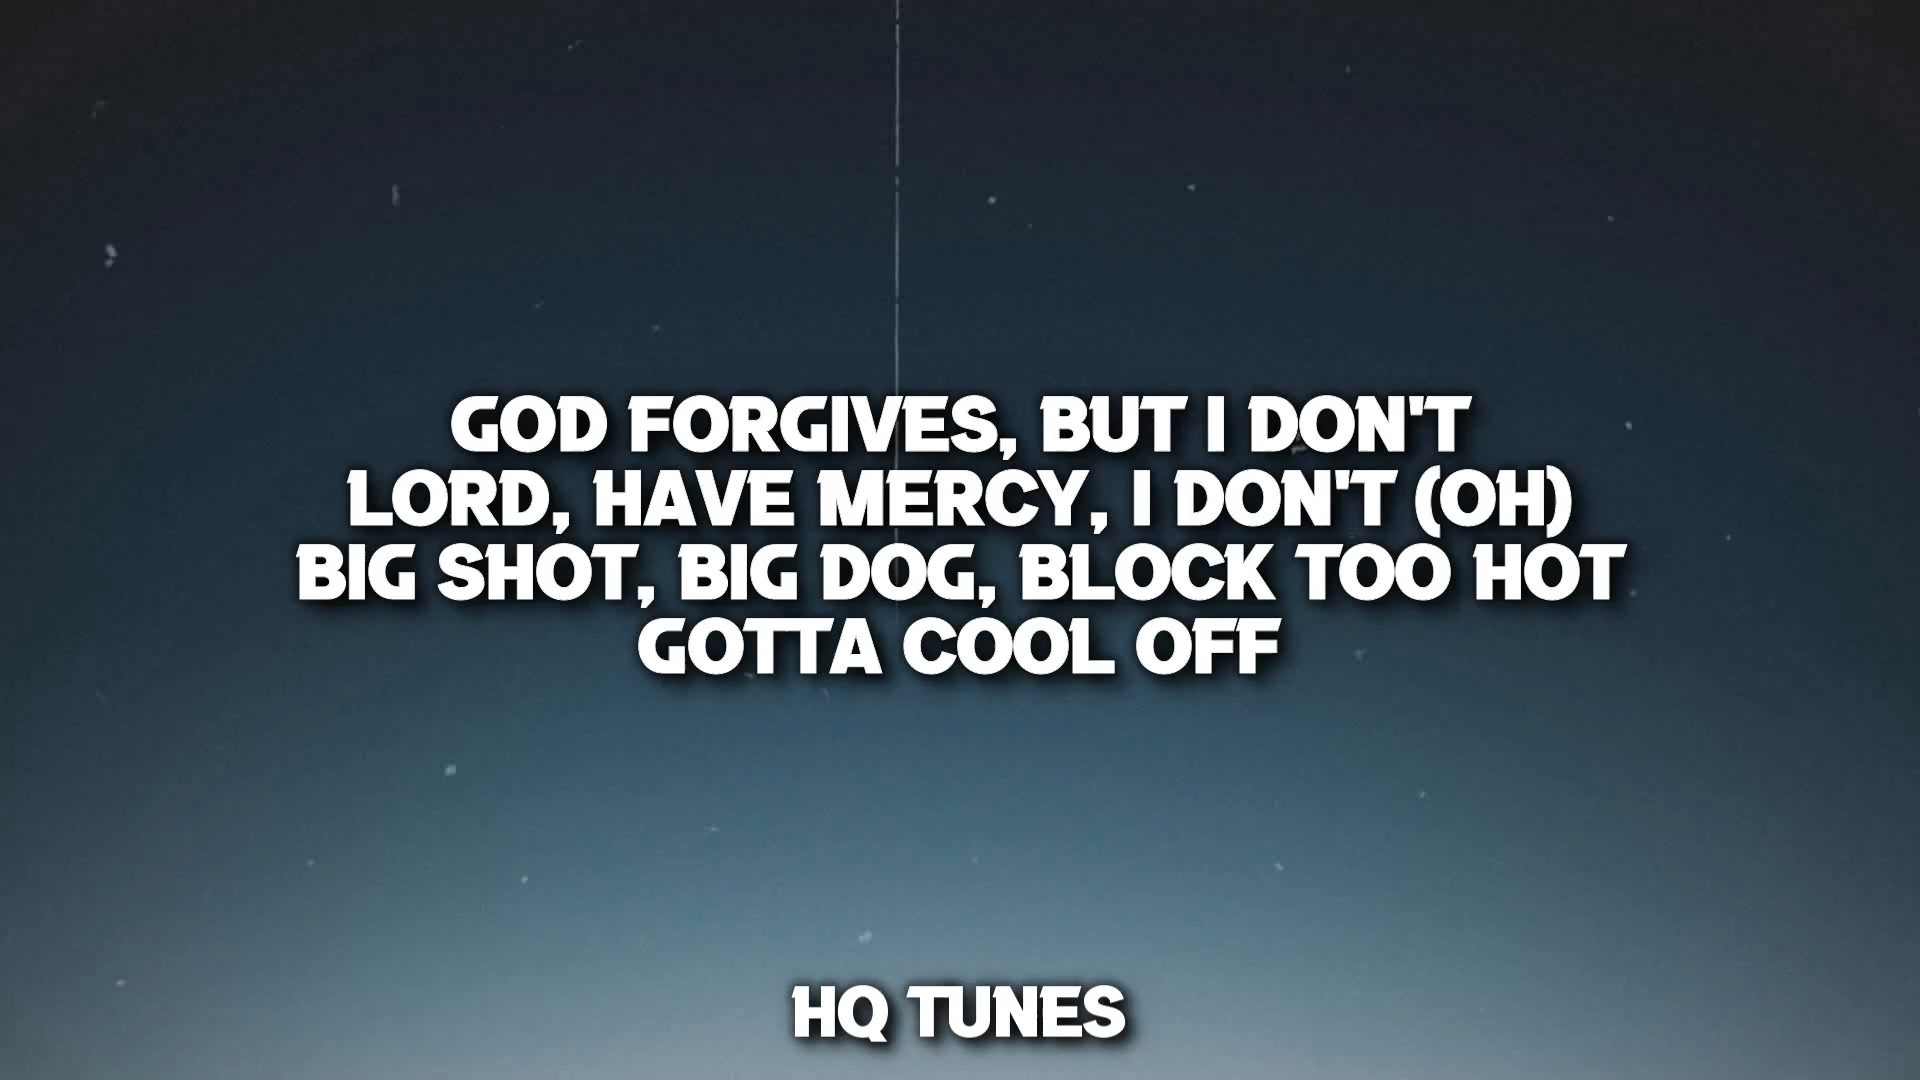 GOD FORGIVES, BUT I DON'T
LORD, HAVE MERCY, I DON'T (OH)
BIG SHOT, BIG DOG, BLOCK TOO HOT
GOTTA COOL OFF
HQ TUNES